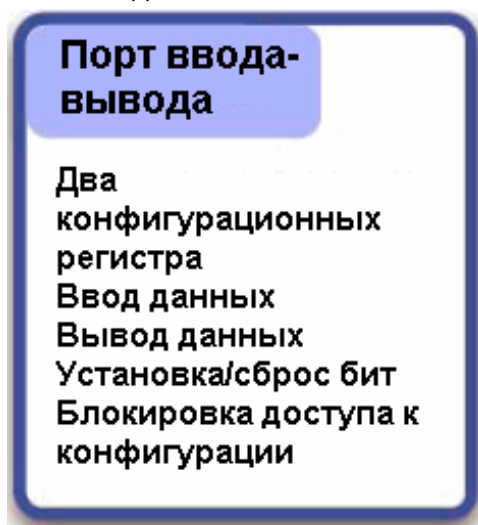 Порт ввода-
вывода
Два
конфигурационных
регистра
Ввод данных
Вывод данных
Установка/сброс бит
Блокировка доступа к
конфигурации